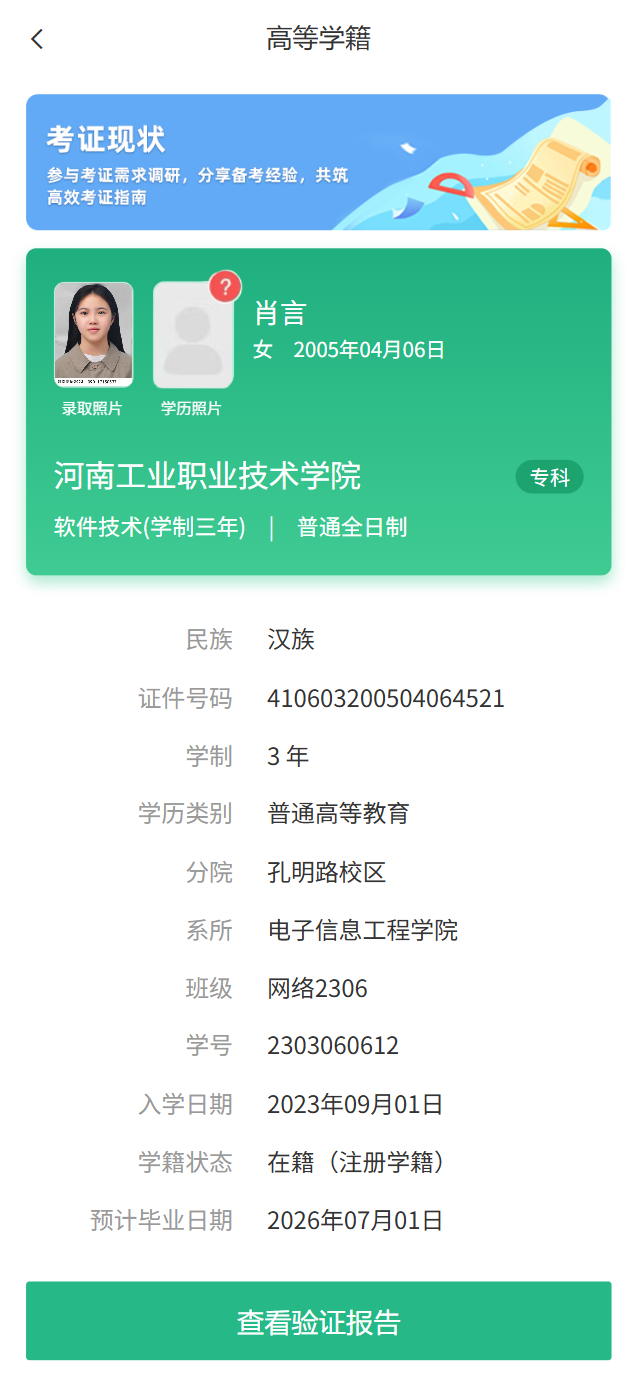 高等学籍
考证现状
参与考证需求调研，分享备考经验，共筑
高效考证指南
?
肖言
女 2005年04月06日
录取照片 学历照片
河南工业职业技术学院 专科
软件技术(学制三年) | 普通全日制
民族 汉族
证件号码 410603200504064521
学制 3 年
学历类别 普通高等教育
分院 孔明路校区
系所 电子信息工程学院
班级 网络2306
学号 2303060612
入学日期 2023年09月01日
学籍状态 在籍（注册学籍）
预计毕业日期 2026年07月01日
查看验证报告